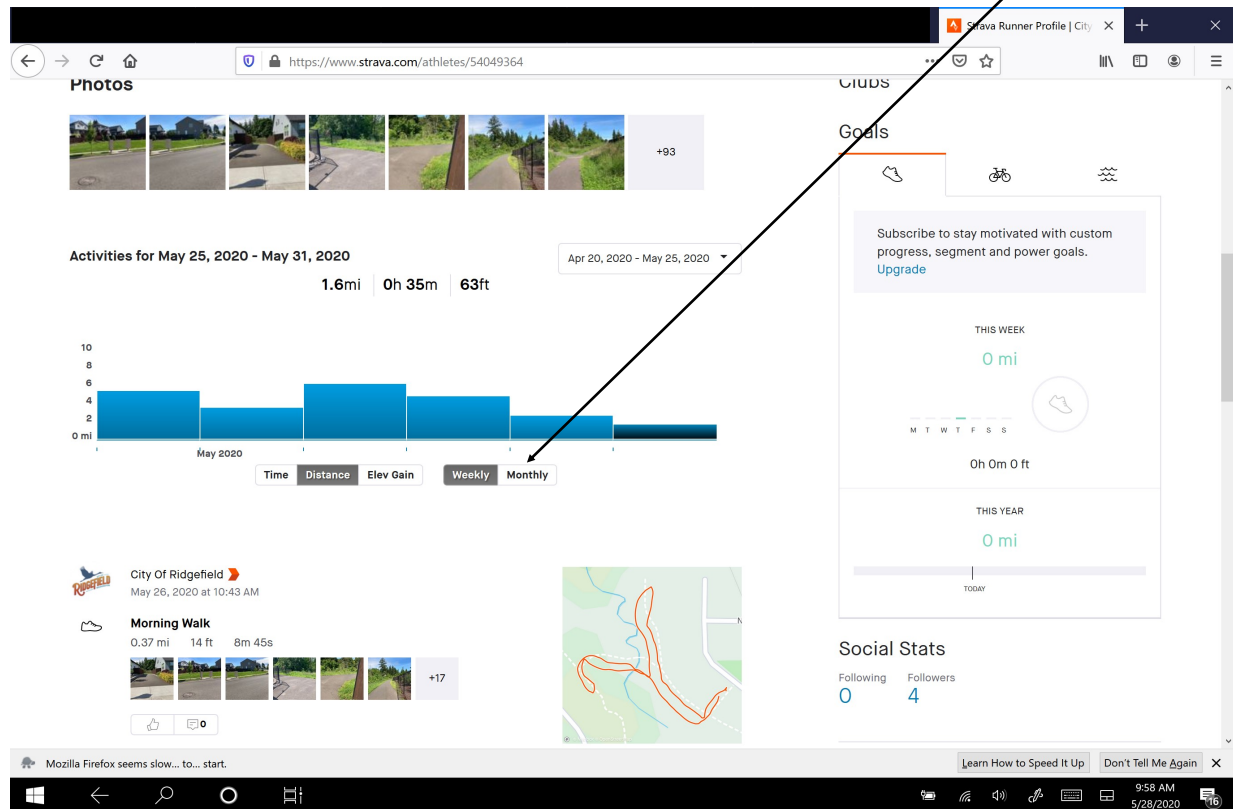 Strava Runner Profile | City
https://www.strava.com/athletes/54049364
Photos
+93
Activities for May 25, 2020 - May 31, 2020
Apr 20, 2020 - May 25, 2020
1.6mi 0h 35m 63ft
10
8
6
4
2
0 mi
May 2020
Time Distance Elev Gain Weekly Monthly
RIDGEFIELD
City Of Ridgefield
May 26, 2020 at 10:43 AM
Morning Walk
0.37 mi 14 ft 8m 45s
+17
0
N
Clubs
Goals
Subscribe to stay motivated with custom
progress, segment and power goals.
Upgrade
THIS WEEK
0 mi
M T W T F S S
0h 0m 0 ft
THIS YEAR
0 mi
TODAY
Social Stats
Following Followers
0 4
Mozilla Firefox seems slow... to... start.
Learn How to Speed It Up Don't Tell Me Again
9:58 AM
5/28/2020
16